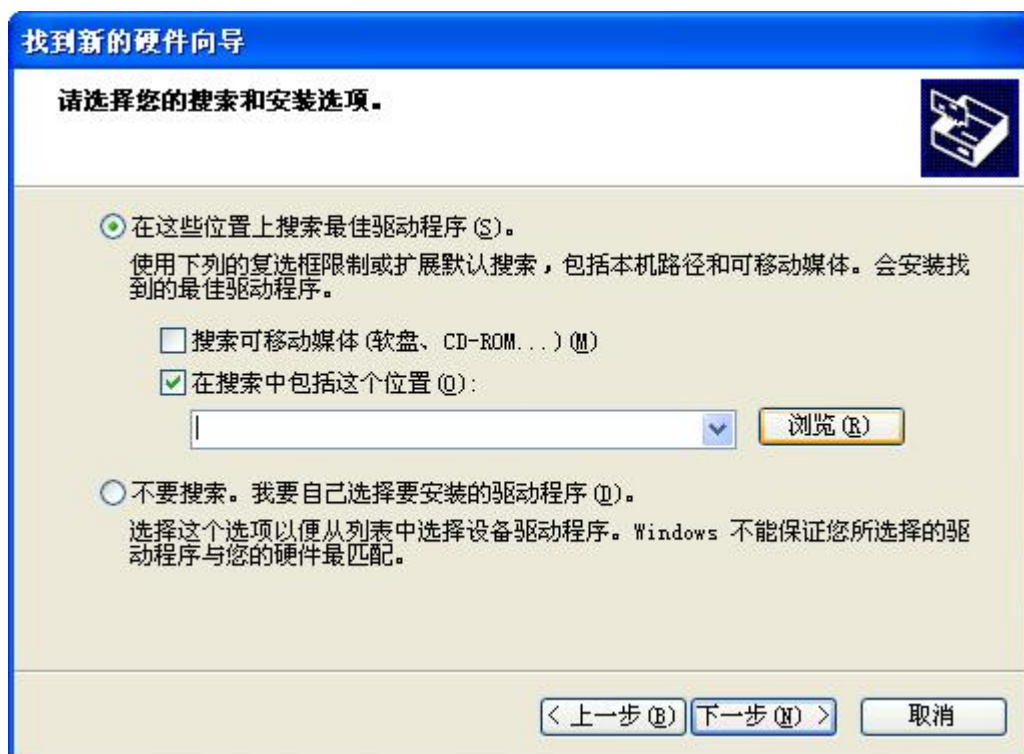 找到新的硬件向导
请选择您的搜索和安装选项。
在这些位置上搜索最佳驱动程序(S)。
使用下列的复选框限制或扩展默认搜索，包括本机路径和可移动媒体。会安装找
到的最佳驱动程序。
搜索可移动媒体(软盘、CD-ROM...)(M)
在搜索中包括这个位置(O):
浏览(R)
不要搜索。我要自己选择要安装的驱动程序(D)。
选择这个选项以便从列表中选择设备驱动程序。Windows 不能保证您所选择的驱
动程序与您的硬件最匹配。
< 上一步(B) 下一步(N) > 取消